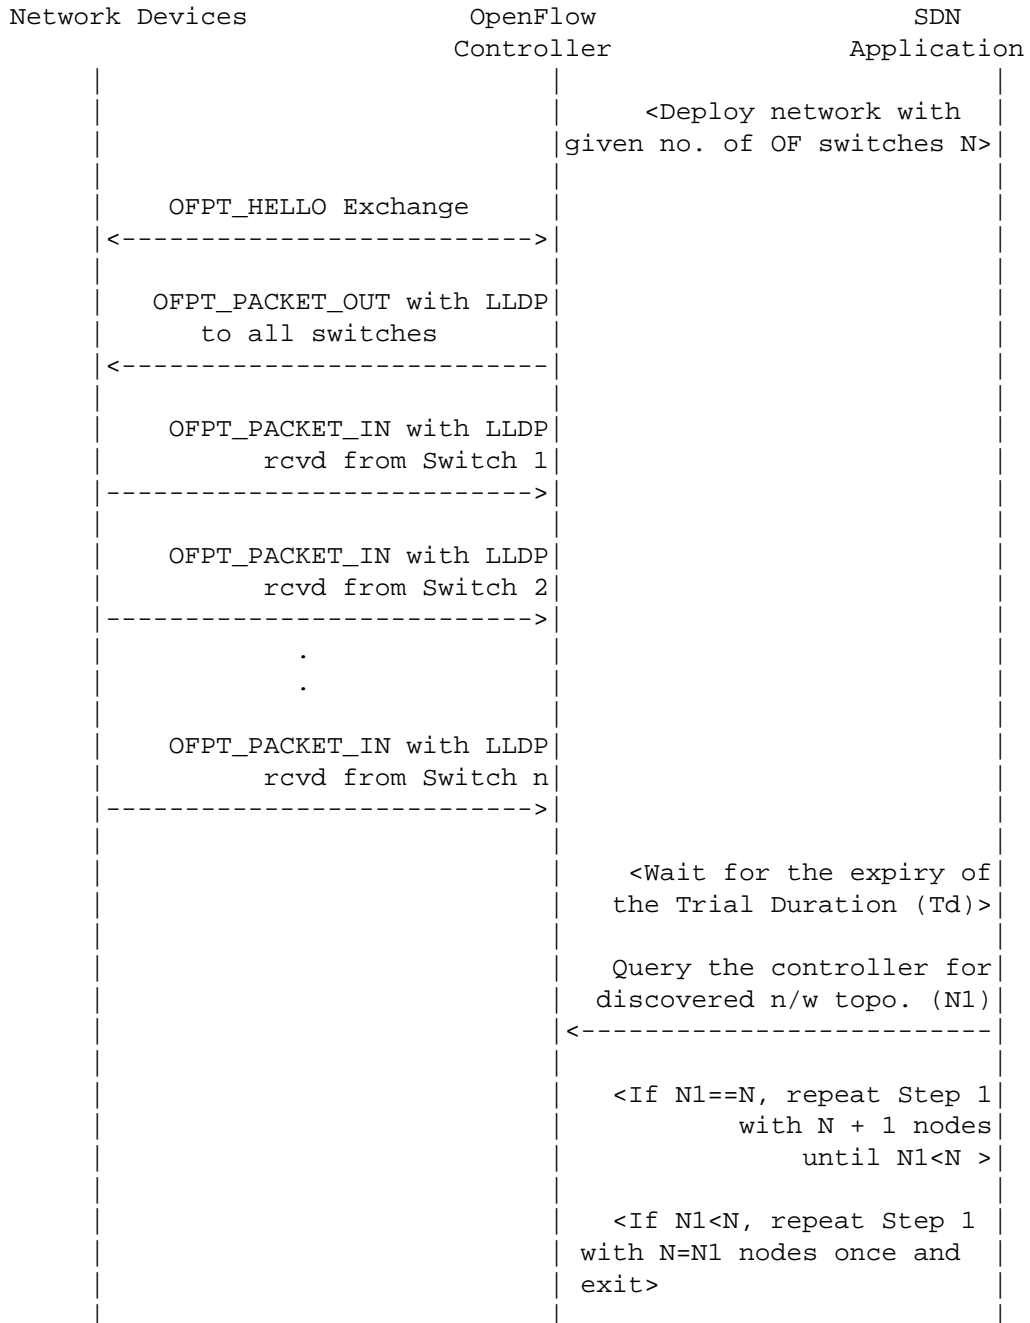 Network Devices OpenFlow SDN
Controller Application
<Deploy network with
given no. of OF switches N>
OFPT_HELLO Exchange
<-------------------------->
OFPT_PACKET_OUT with LLDP
to all switches
<---------------------------
OFPT_PACKET_IN with LLDP
rcvd from Switch 1
--------------------------->
OFPT_PACKET_IN with LLDP
rcvd from Switch 2
--------------------------->
.
.
OFPT_PACKET_IN with LLDP
rcvd from Switch n
--------------------------->
<Wait for the expiry of
the Trial Duration (Td)>
Query the controller for
discovered n/w topo. (N1)
<--------------------------
<If N1==N, repeat Step 1
with N + 1 nodes
until N1<N >
<If N1<N, repeat Step 1
with N=N1 nodes once and
exit>